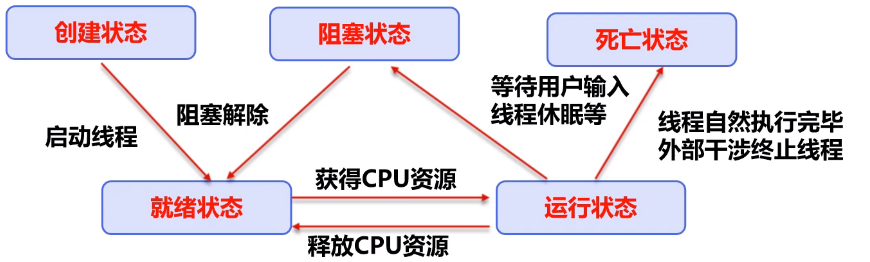 创建状态
阻塞状态
死亡状态
启动线程
阻塞解除
等待用户输入
线程休眠等
线程自然执行完毕
外部干涉终止线程
就绪状态
获得CPU资源
运行状态
释放CPU资源